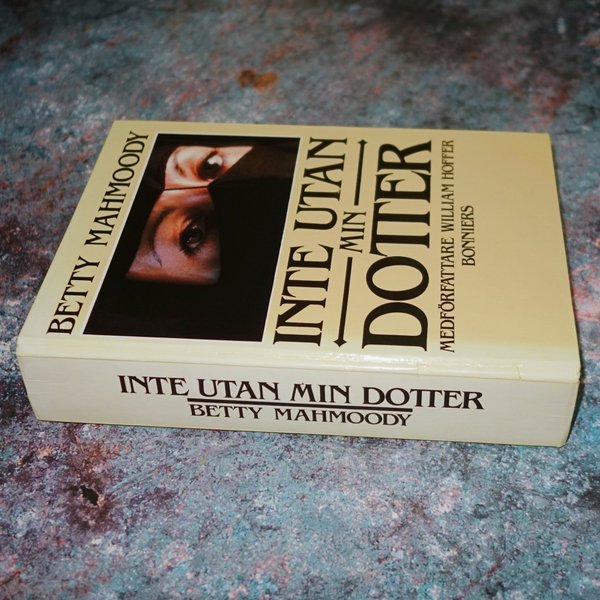 BETTY MAHMOODY
INTE UTAN
MIN
DOTTER
MEDFÖRFATTARE WILLIAM HOFFER
BONNIERS
INTE UTAN MIN DOTTER
BETTY MAHMOODY